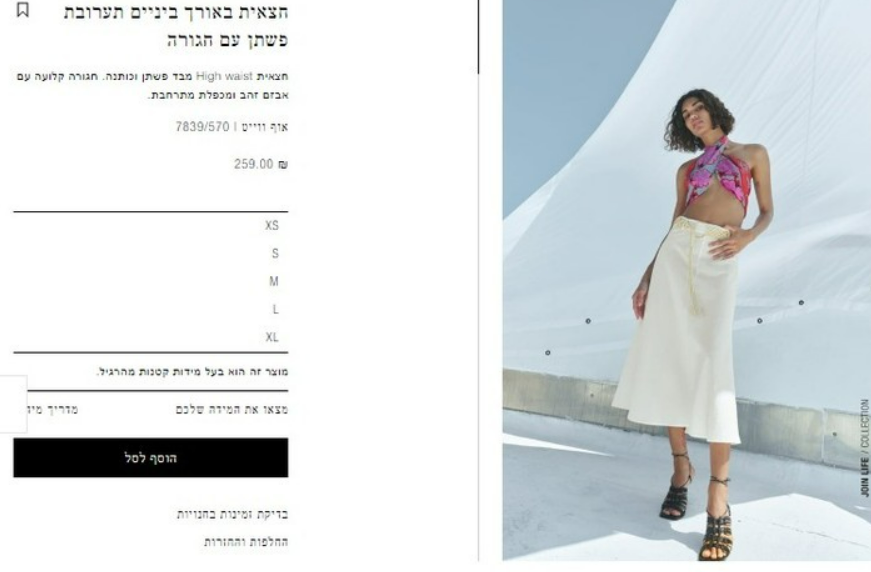 חצאית באורך ביניים תערובת
פשתן עם חגורה
חצאית High waist מבד פשתן וכותנה. חגורה קלועה עם
אבזם זהב ומכפלת מתרחבת.
אוף ווייט | 7839/570
259.00 ₪
XS
S
M
L
XL
מוצר זה הוא בעל מידות קטנות מהרגיל.
מצאו את המידה שלכם
מדריך
הוסף לסל
בדיקת זמינות בחנויות
החלפות והחזרות
JOIN LIFE / COLLECTION